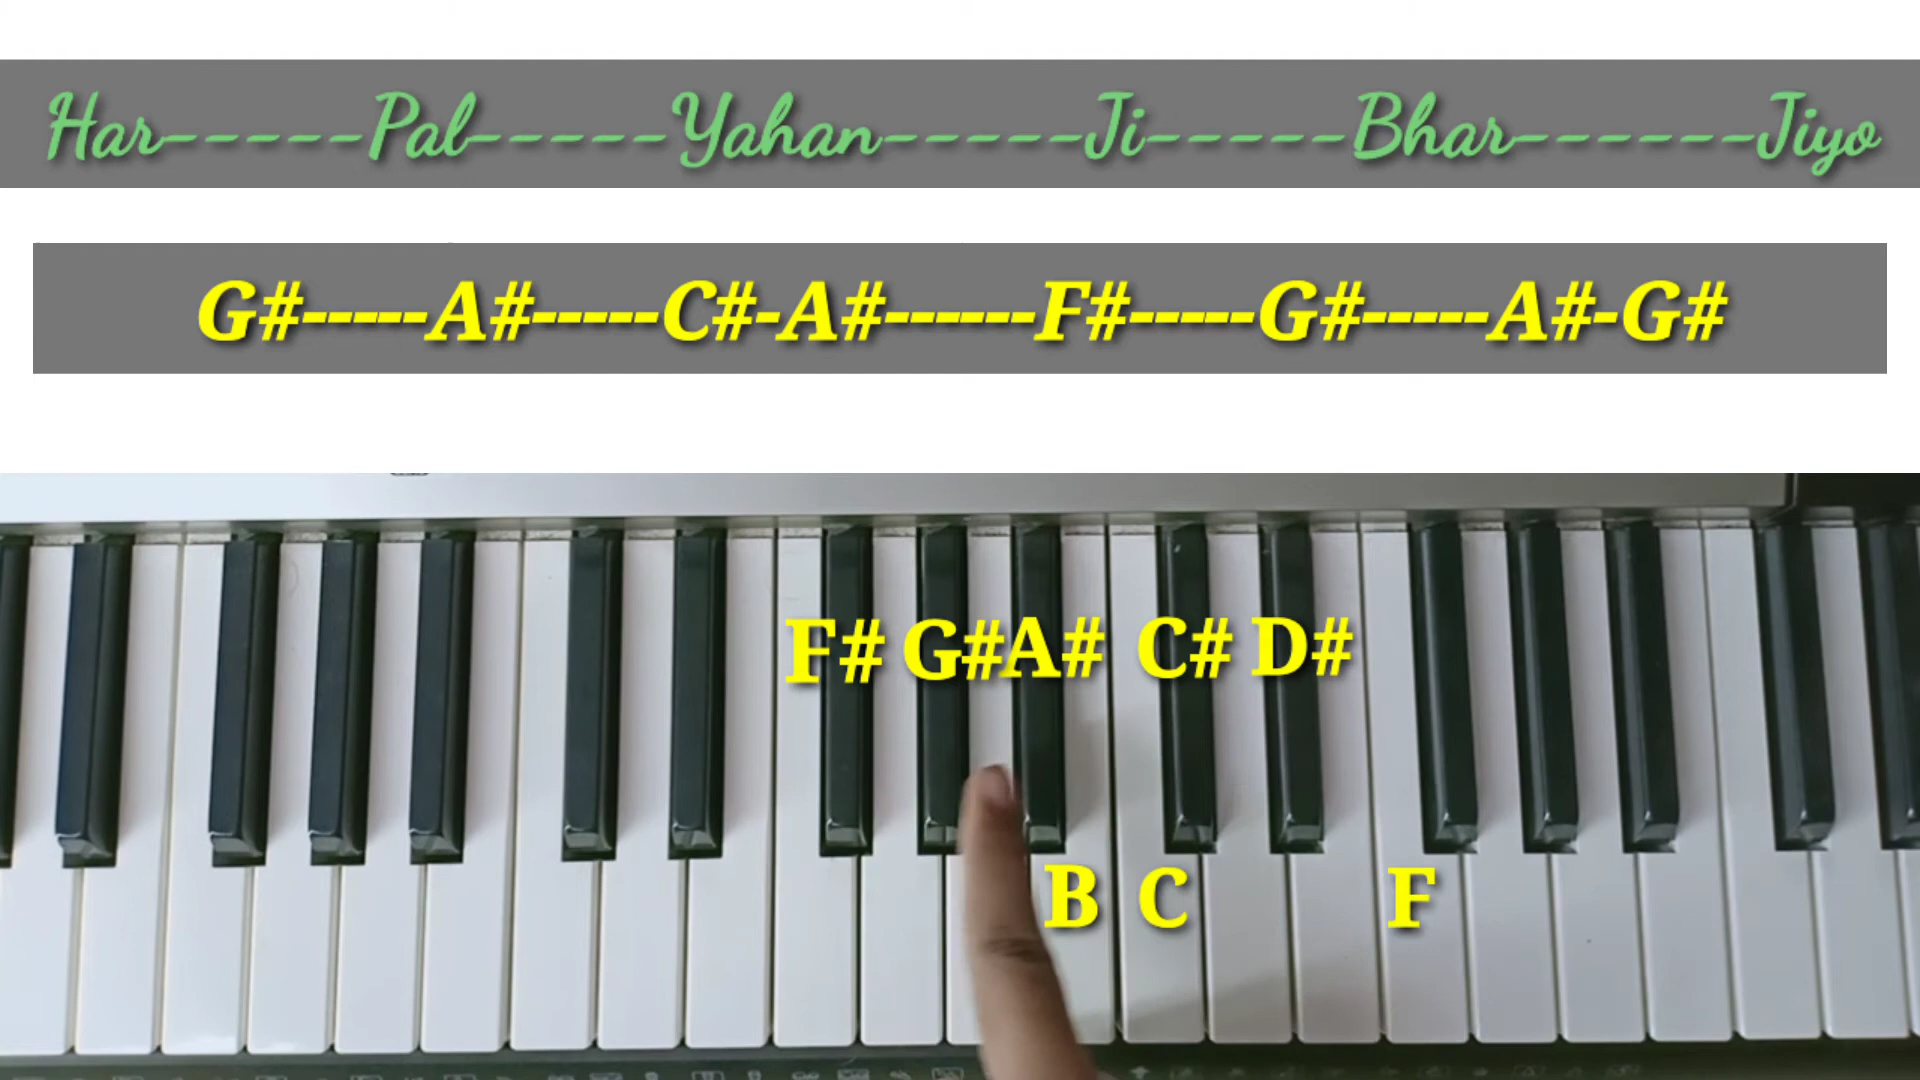 Har-----Pal-----Yahan-----Ji-----Bhar------Jiyo
G#-----A#-----C#-A#------F#-----G#-----A#-G#
F# G# A# C# D#
B C F